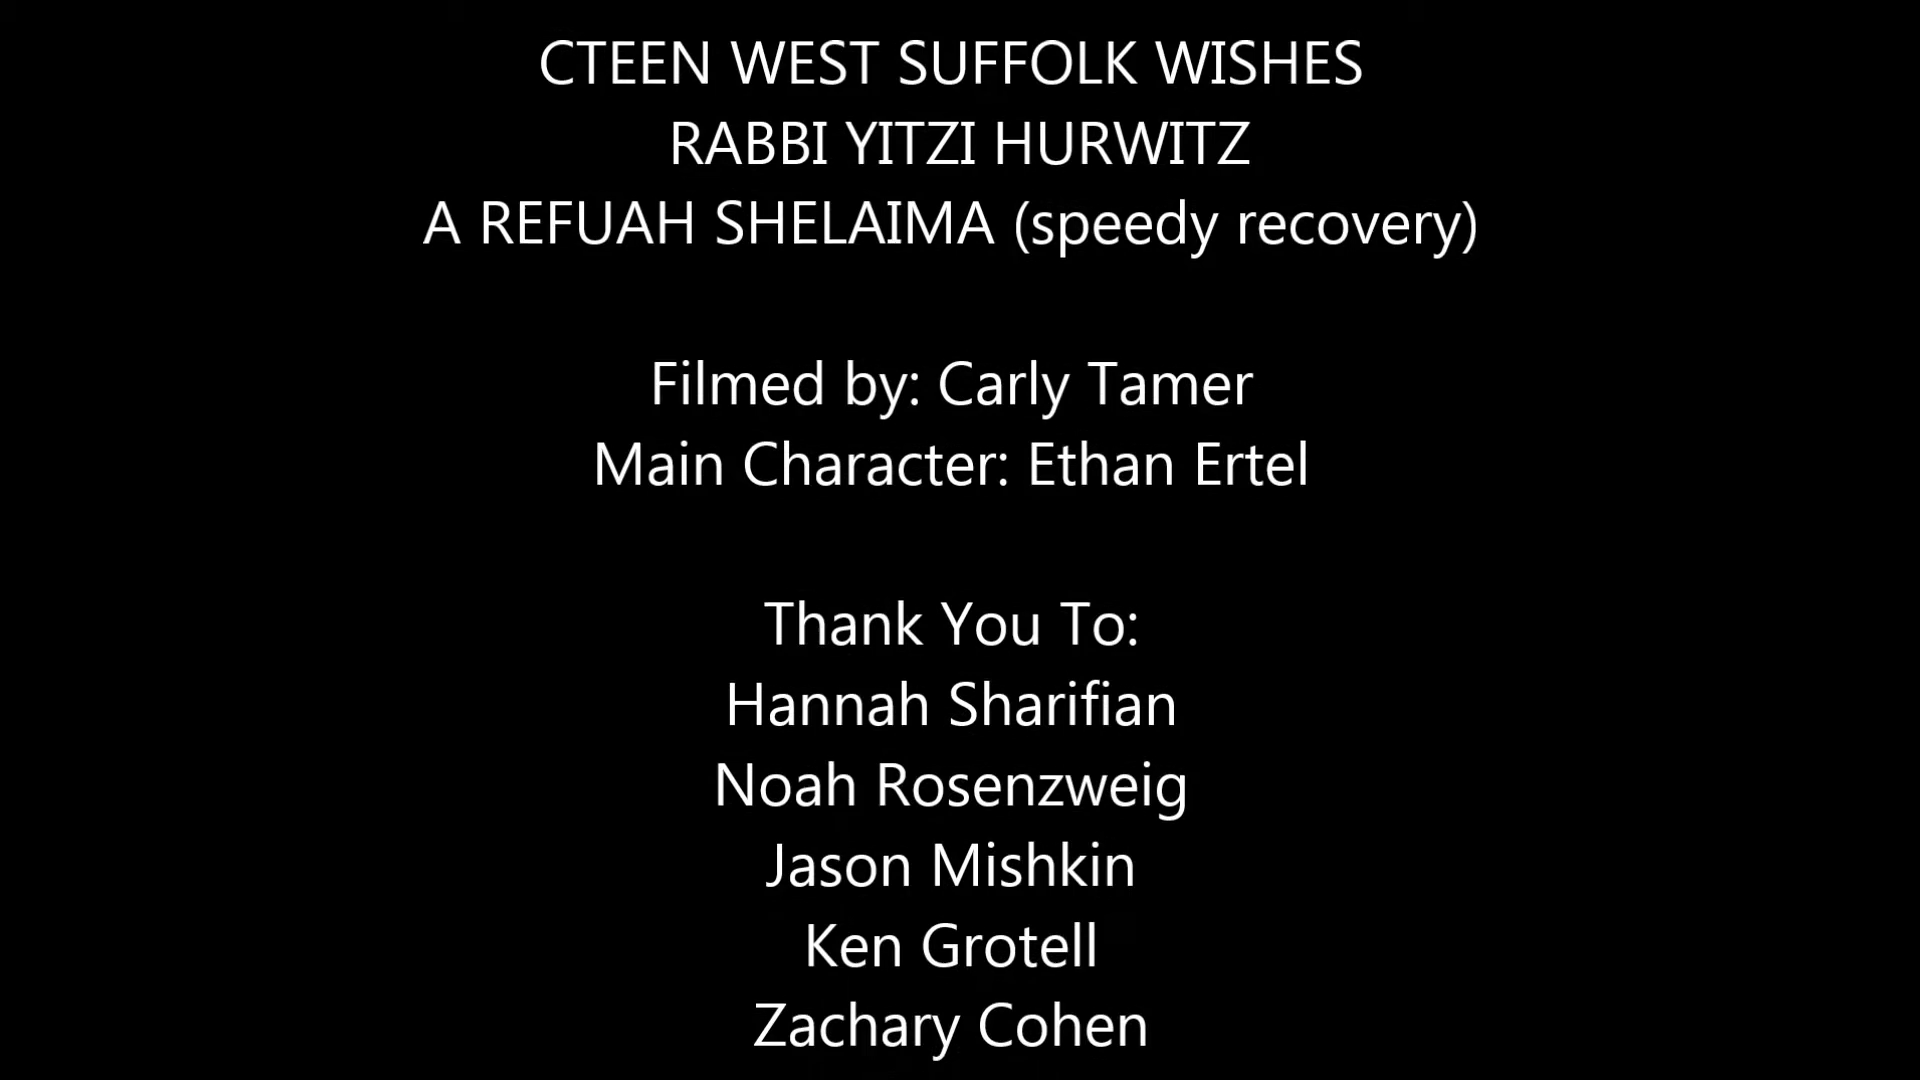 CTEEN WEST SUFFOLK WISHES
RABBI YITZI HURWITZ
A REFUAH SHELAIMA (speedy recovery)
Filmed by: Carly Tamer
Main Character: Ethan Ertel
Thank You To:
Hannah Sharifian
Noah Rosenzweig
Jason Mishkin
Ken Grotell
Zachary Cohen